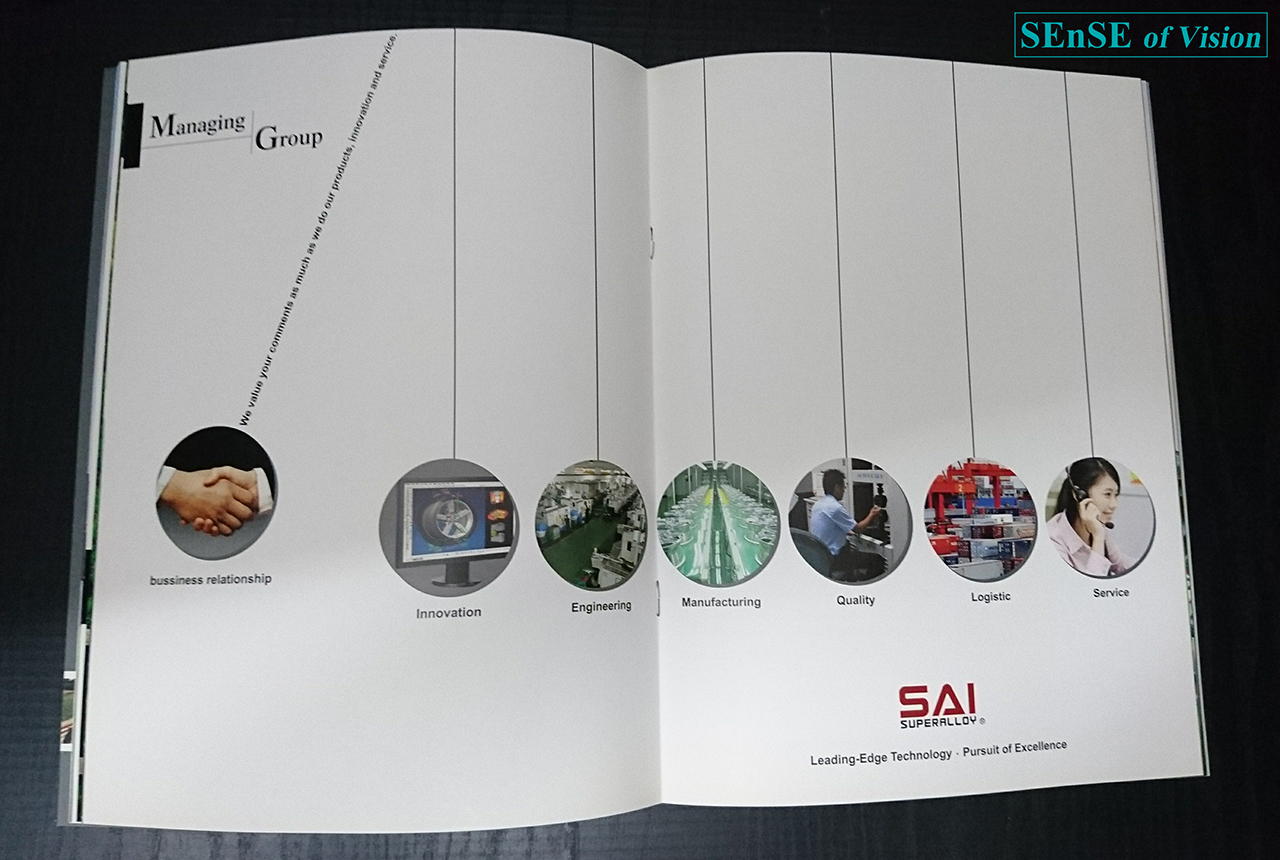 SEnSE of Vision
Managing
Group
We value your comments as much as we do our products, innovation and service.
bussiness relationship
Innovation
Engineering
Manufacturing
Quality
Logistic
Service
SAI
SUPERALLOY ®
Leading-Edge Technology · Pursuit of Excellence